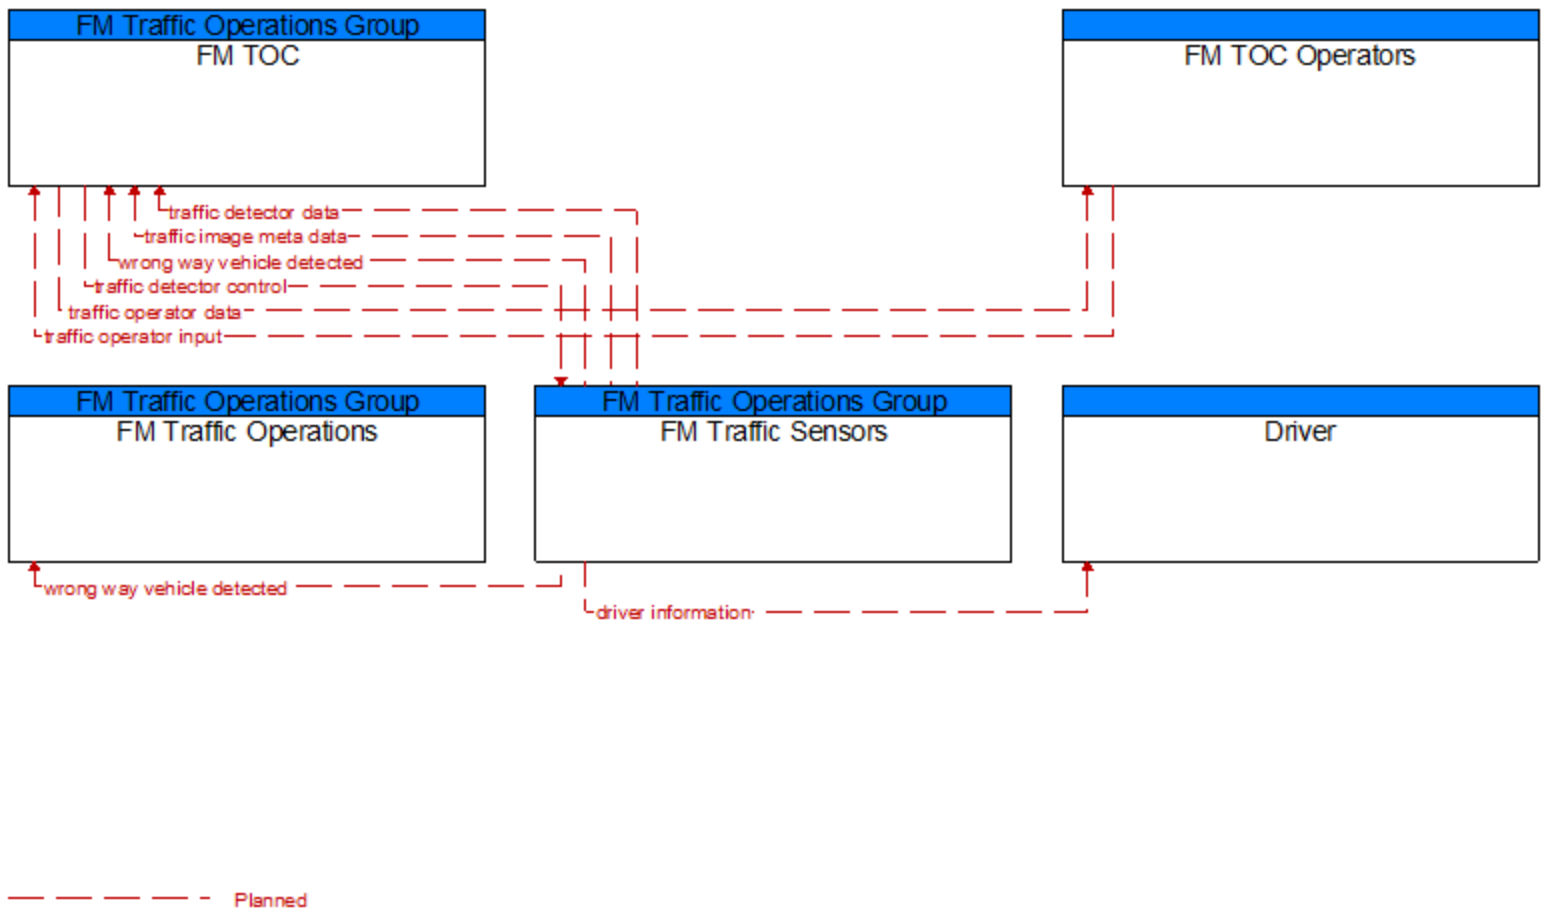 FM Traffic Operations Group
FM TOC
FM TOC Operators
traffic detector data
traffic image meta data
wrong way vehicle detected
traffic detector control
traffic operator data
traffic operator input
FM Traffic Operations Group
FM Traffic Operations
FM Traffic Operations Group
FM Traffic Sensors
Driver
wrong way vehicle detected
driver information
Planned